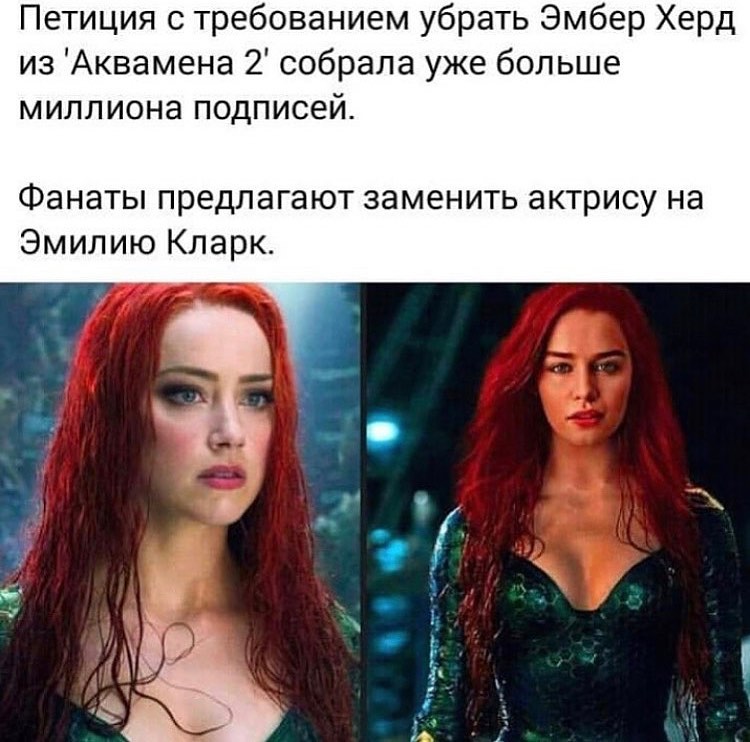 Петиция с требованием убрать Эмбер Херд
из 'Аквамена 2' собрала уже больше
миллиона подписей.
Фанаты предлагают заменить актрису на
Эмилию Кларк.